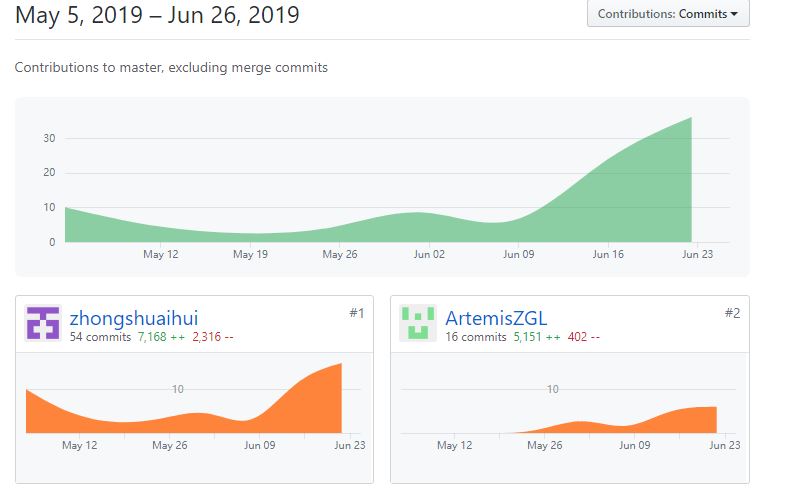 May 5, 2019 – Jun 26, 2019
Contributions: Commits
Contributions to master, excluding merge commits
30
20
10
0
May 12 May 19 May 26 Jun 02 Jun 09 Jun 16 Jun 23
zhongshuaihui #1
54 commits 7,168 ++ 2,316 --
10
May 12 May 26 Jun 09 Jun 23
ArtemisZGL #2
16 commits 5,151 ++ 402 --
10
May 12 May 26 Jun 09 Jun 23